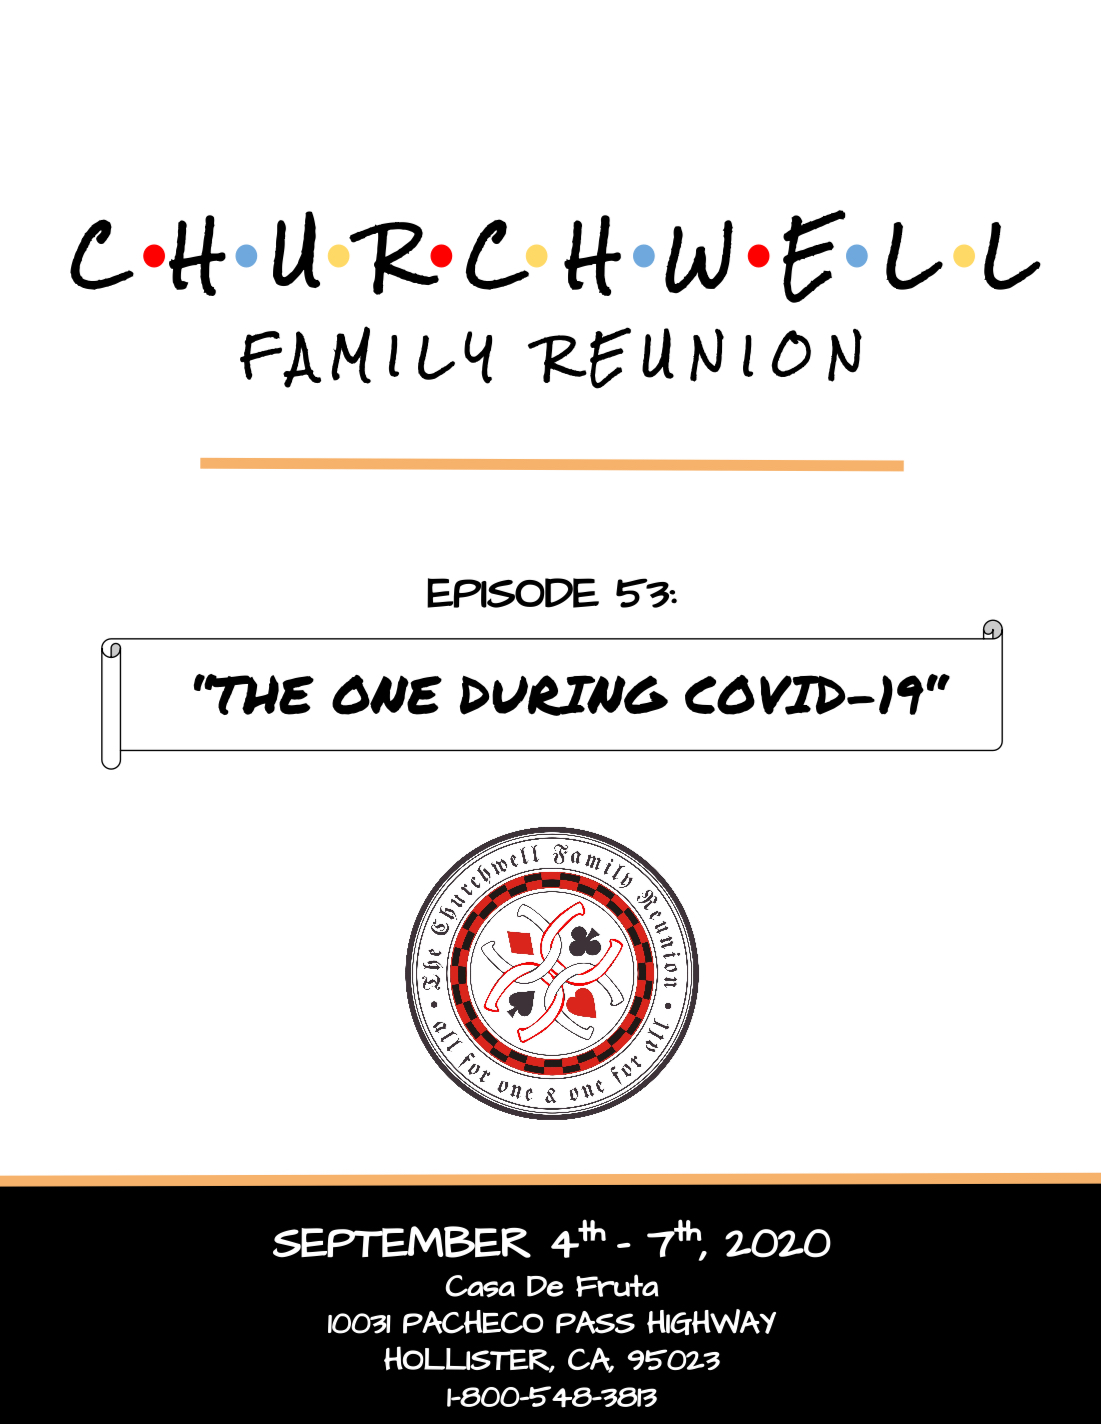 C•H•U•R•C•H•W•E•L•L
FAMILY REUNION
EPISODE 53:
"THE ONE DURING COVID-19"
• The Churchwell Family Reunion •
all for one & one for all
SEPTEMBER 4th - 7th, 2020
Casa De Fruta
10031 PACHECO PASS HIGHWAY
HOLLISTER, CA, 95023
1-800-548-3813